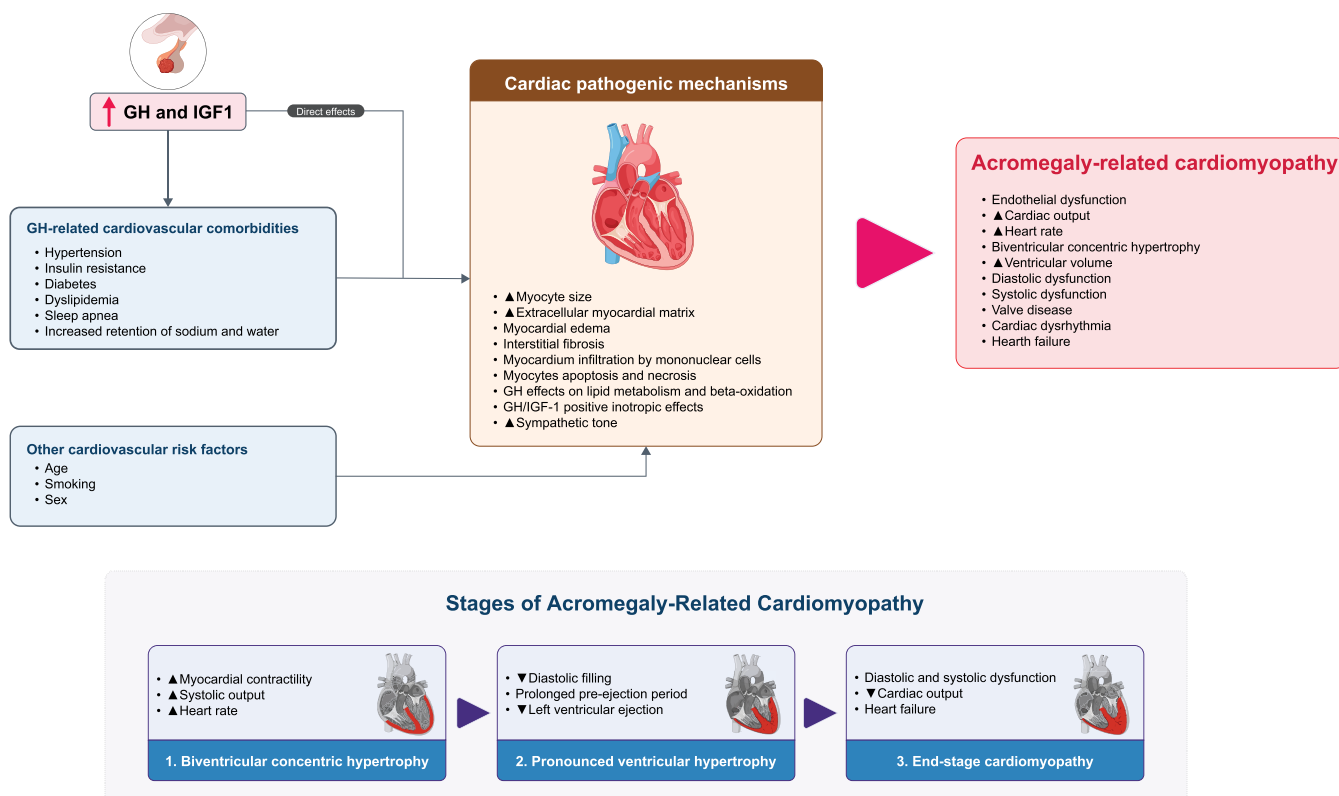 GH and IGF1
Direct effects
GH-related cardiovascular comorbidities
• Hypertension
• Insulin resistance
• Diabetes
• Dyslipidemia
• Sleep apnea
• Increased retention of sodium and water
Other cardiovascular risk factors
• Age
• Smoking
• Sex
Cardiac pathogenic mechanisms
• ▲Myocyte size
• ▲Extracellular myocardial matrix
• Myocardial edema
• Interstitial fibrosis
• Myocardium infiltration by mononuclear cells
• Myocytes apoptosis and necrosis
• GH effects on lipid metabolism and beta-oxidation
• GH/IGF-1 positive inotropic effects
• ▲Sympathetic tone
Acromegaly-related cardiomyopathy
• Endothelial dysfunction
• ▲Cardiac output
• ▲Heart rate
• Biventricular concentric hypertrophy
• ▲Ventricular volume
• Diastolic dysfunction
• Systolic dysfunction
• Valve disease
• Cardiac dysrhythmia
• Hearth failure
Stages of Acromegaly-Related Cardiomyopathy
• ▲Myocardial contractility
• ▲Systolic output
• ▲Heart rate
1. Biventricular concentric hypertrophy
• ▼Diastolic filling
• Prolonged pre-ejection period
• ▼Left ventricular ejection
2. Pronounced ventricular hypertrophy
• Diastolic and systolic dysfunction
• ▼Cardiac output
• Heart failure
3. End-stage cardiomyopathy